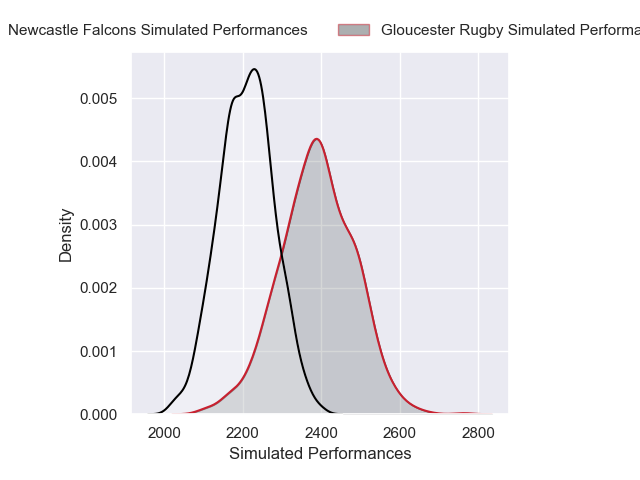 Newcastle Falcons Simulated Performances
Gloucester Rugby Simulated Performa
0.005
0.004
0.003
0.002
0.001
0.000
Density
2000 2200 2400 2600 2800
Simulated Performances